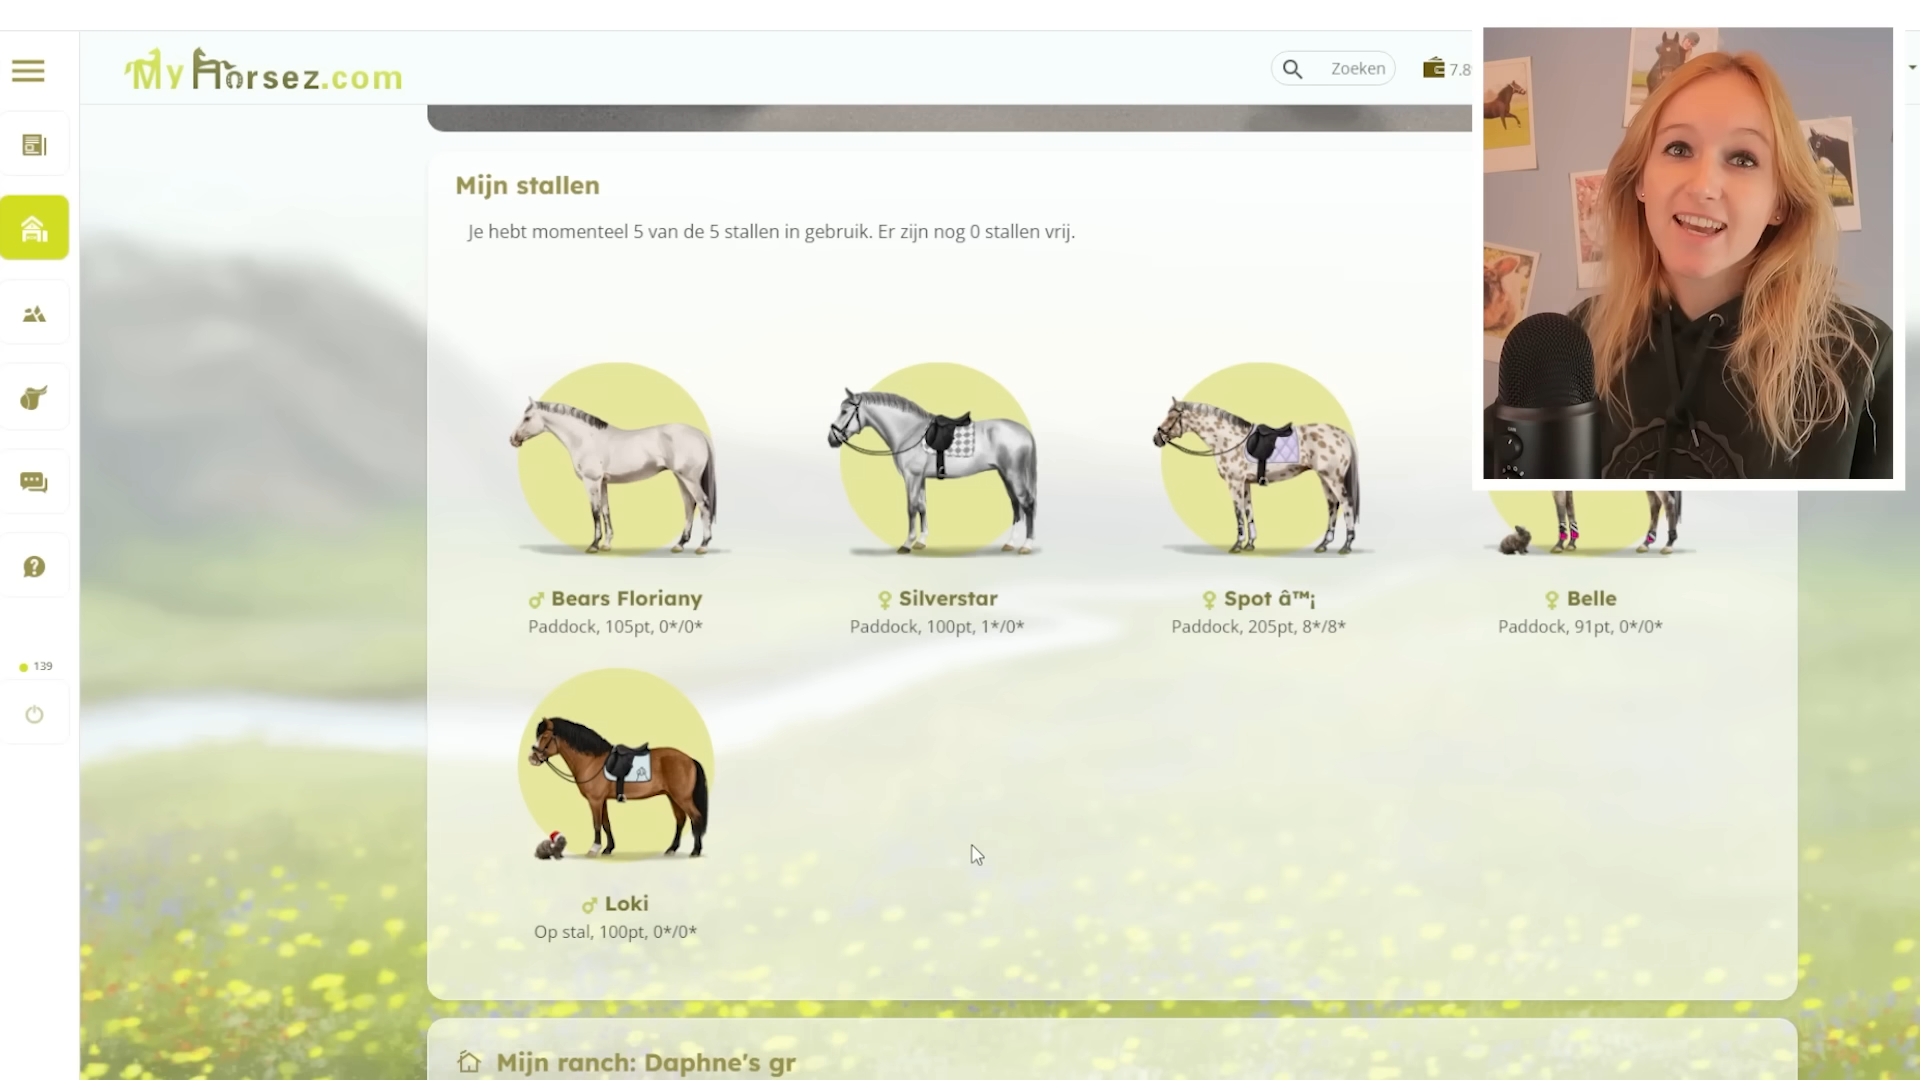 MyHorsez.com
Zoeken
7.8
Mijn stallen
Je hebt momenteel 5 van de 5 stallen in gebruik. Er zijn nog 0 stallen vrij.
♂ Bears Floriany
Paddock, 105pt, 0*/0*
♀ Silverstar
Paddock, 100pt, 1*/0*
♀ Spot â™¡
Paddock, 205pt, 8*/8*
♀ Belle
Paddock, 91pt, 0*/0*
139
♂ Loki
Op stal, 100pt, 0*/0*
Mijn ranch: Daphne's gr